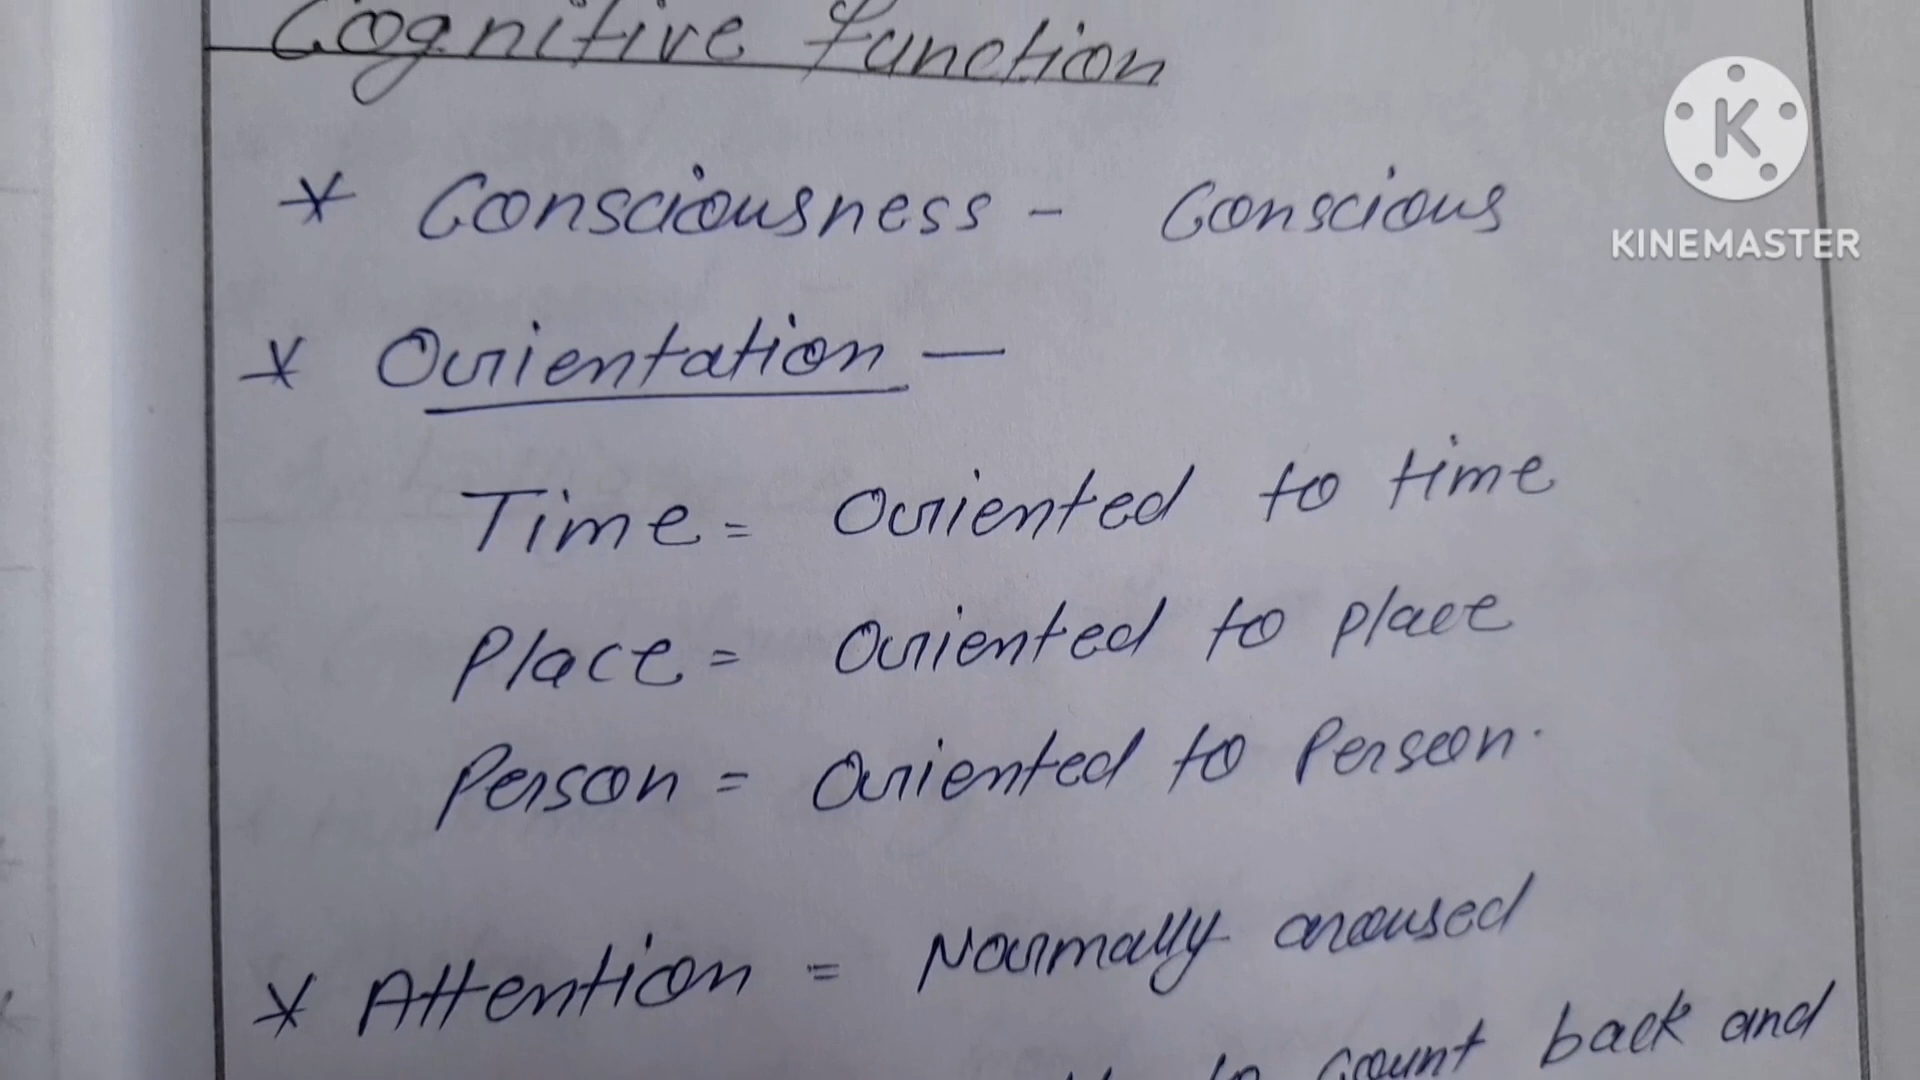 Cognitive function
* Consciousness - Conscious
* Orientation —
Time = Oriented to time
Place = Oriented to place
Person = Oriented to Person.
* Attention = Normally aroused
to count back and
K
KINEMASTER